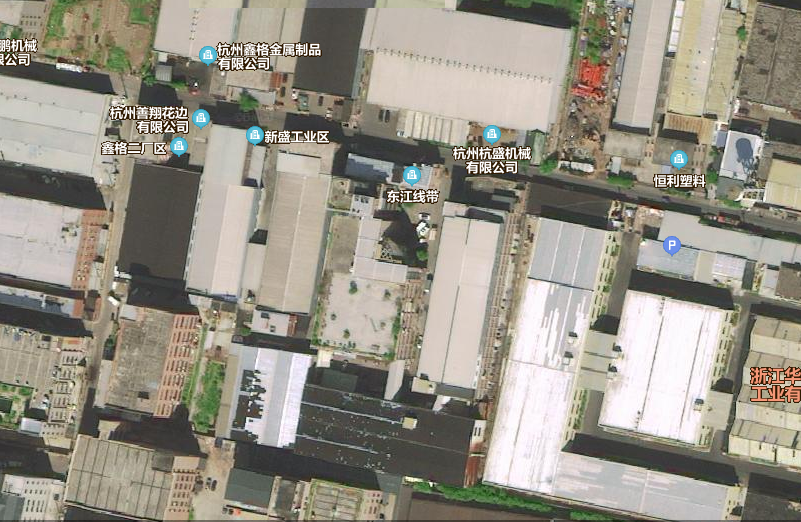 鹏机械
限公司
杭州鑫格金属制品
有限公司
杭州善翔花边
有限公司
鑫格二厂区
新盛工业区
杭州杭盛机械
有限公司
恒利塑料
东江线带
P
浙江华
工业有